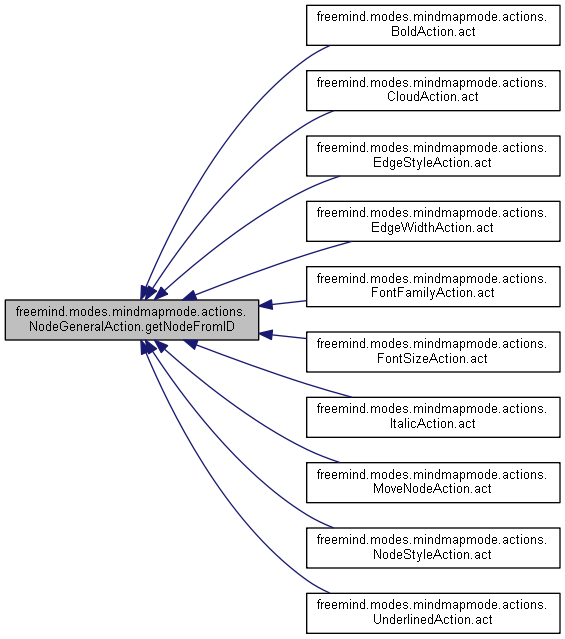 freemind.modes.mindmapmode.actions.
NodeGeneralAction.getNodeFromID
freemind.modes.mindmapmode.actions.
BoldAction.act
freemind.modes.mindmapmode.actions.
CloudAction.act
freemind.modes.mindmapmode.actions.
EdgeStyleAction.act
freemind.modes.mindmapmode.actions.
EdgeWidthAction.act
freemind.modes.mindmapmode.actions.
FontFamilyAction.act
freemind.modes.mindmapmode.actions.
FontSizeAction.act
freemind.modes.mindmapmode.actions.
ItalicAction.act
freemind.modes.mindmapmode.actions.
MoveNodeAction.act
freemind.modes.mindmapmode.actions.
NodeStyleAction.act
freemind.modes.mindmapmode.actions.
UnderlinedAction.act